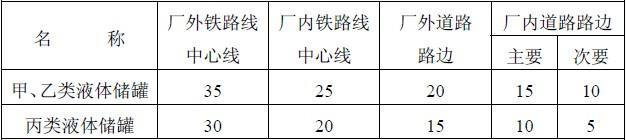 名 称 厂外铁路线中心线 厂内铁路线中心线 厂外道路路边 厂内道路路边
主要 次要
甲、乙类液体储罐 35 25 20 15 10
丙类液体储罐 30 20 15 10 5